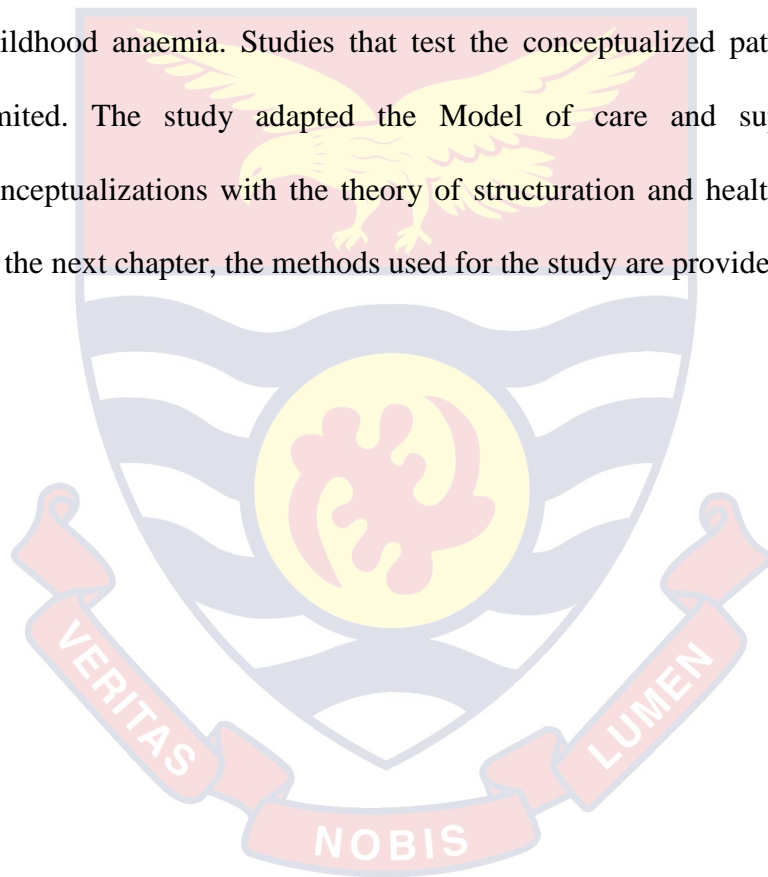 ildhood anaemia. Studies that test the conceptualized pat
mited. The study adapted the Model of care and su
nceptualizations with the theory of structuration and healt
the next chapter, the methods used for the study are provide
VERITAS
NOBIS
LUMEN